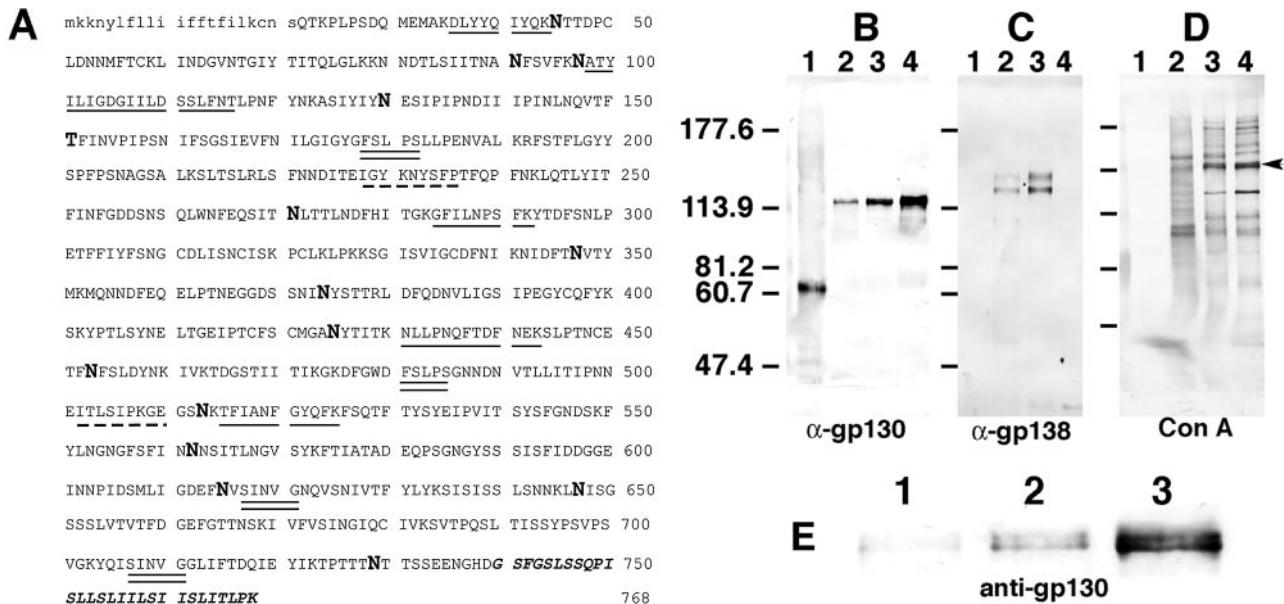 A
mkknylflli ifftfilkcn sQTKPLPSDQ MEMAKDLYYQ IYQKNTTDPC 50
LDNNMFTCKL INDGVNTGIY TITQLGLKKN NDTLSIITNA NFSVFKNATY 100
ILIGDGIILD SSLFNTLPNF YNKASIYIYN ESIPIPNDII IPINLNQVTF 150
TFINVPIPSN IFSGSIEVFN ILGIGYGFSL PSLLPENVAL KRFSTFLGYY 200
SPFPSNAGSA LKSLTSLRLS FNNDITEIGY KNYSFPTFQP FNKLQTLYIT 250
FINFGDDSNS QLWNFEQSIT NLTTLNDFHI TGKGFILNPS FKYTDFSNLP 300
ETFFIYFSNG CDLISNCISK PCLKLPKKSG ISVIGCDFNI KNIDFTNVTY 350
MKMQNNDFEQ ELPTNEGGDS SNINYSTTRL DFQDNVLIGS IPEGYCQFYK 400
SKYPTLSYNE LTGEIPTCFS CMGANYTITK NLLPNQFTDF NEKSLPTNCE 450
TFNFSLDYNK IVKTDGSTII TIKGKDFGWD FSLPSGNNDN VTLLITIPNN 500
EITLSIPKGE GSNKTFIANF GYQFKFSQTF TYSYEIPVIT SYSFGNDSKF 550
YLNGNGFSFI NNNSITLNGV SYKFTIATAD EQPSGNGYSS SISFIDDGGE 600
INNPIDSMLI GDEFNVSINV GNQVSNIVTF YLYKSISISS LSNNKLNISG 650
SSSLVTVTFD GEFGTTNSKI VFVSINGIQC IVKSVTPQSL TISSYPSVPS 700
VGKYQISINV GGLIFTDQIE YIKTPTTTNT TSSEENGHDG SFGSLSSQPI 750
SLLSLIILSI ISLITLPK 768
B C D
1 2 3 4 1 2 3 4 1 2 3 4
177.6
113.9
81.2
60.7
47.4
α-gp130 α-gp138 Con A
1 2 3
E
anti-gp130